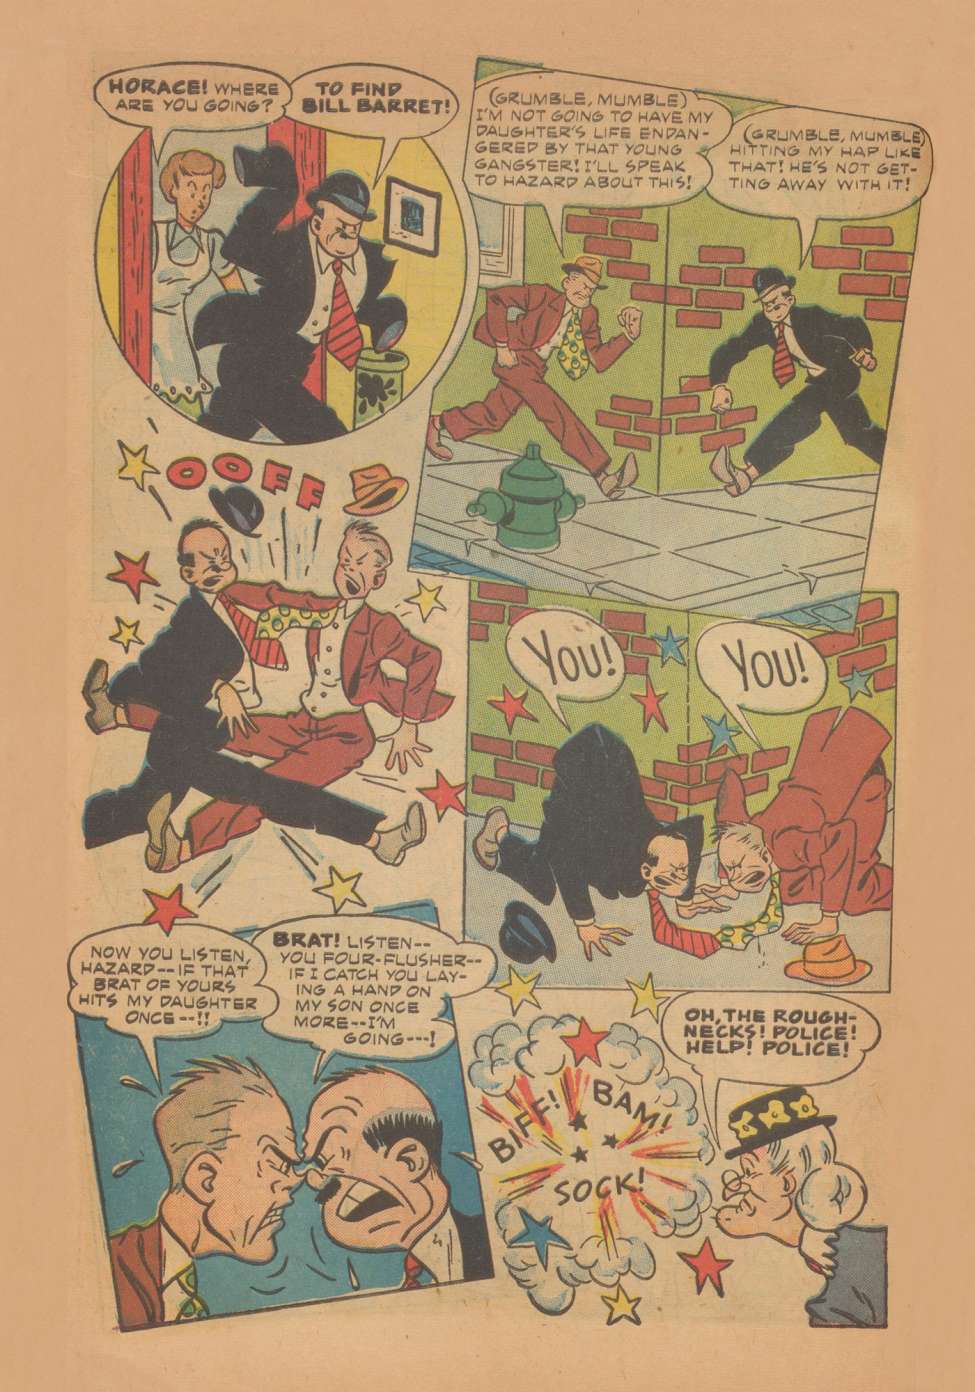 HORACE! WHERE
ARE YOU GOING?
TO FIND
BILL BARRET!
(GRUMBLE, MUMBLE)
I'M NOT GOING TO HAVE MY
DAUGHTER'S LIFE ENDAN-
GERED BY THAT YOUNG
GANGSTER! I'LL SPEAK
TO HAZARD ABOUT THIS!
(GRUMBLE, MUMBLE)
HITTING MY HAP LIKE
THAT! HE'S NOT GET-
TING AWAY WITH IT!
OOFF
YOU!
YOU!
NOW YOU LISTEN,
HAZARD--IF THAT
BRAT OF YOURS
HITS MY DAUGHTER
ONCE--!!
BRAT! LISTEN--
YOU FOUR-FLUSHER--
IF I CATCH YOU LAY-
ING A HAND ON
MY SON ONCE
MORE--I'M
GOING---!
BIFF!
BAM!
SOCK!
OH, THE ROUGH-
NECKS! POLICE!
HELP! POLICE!